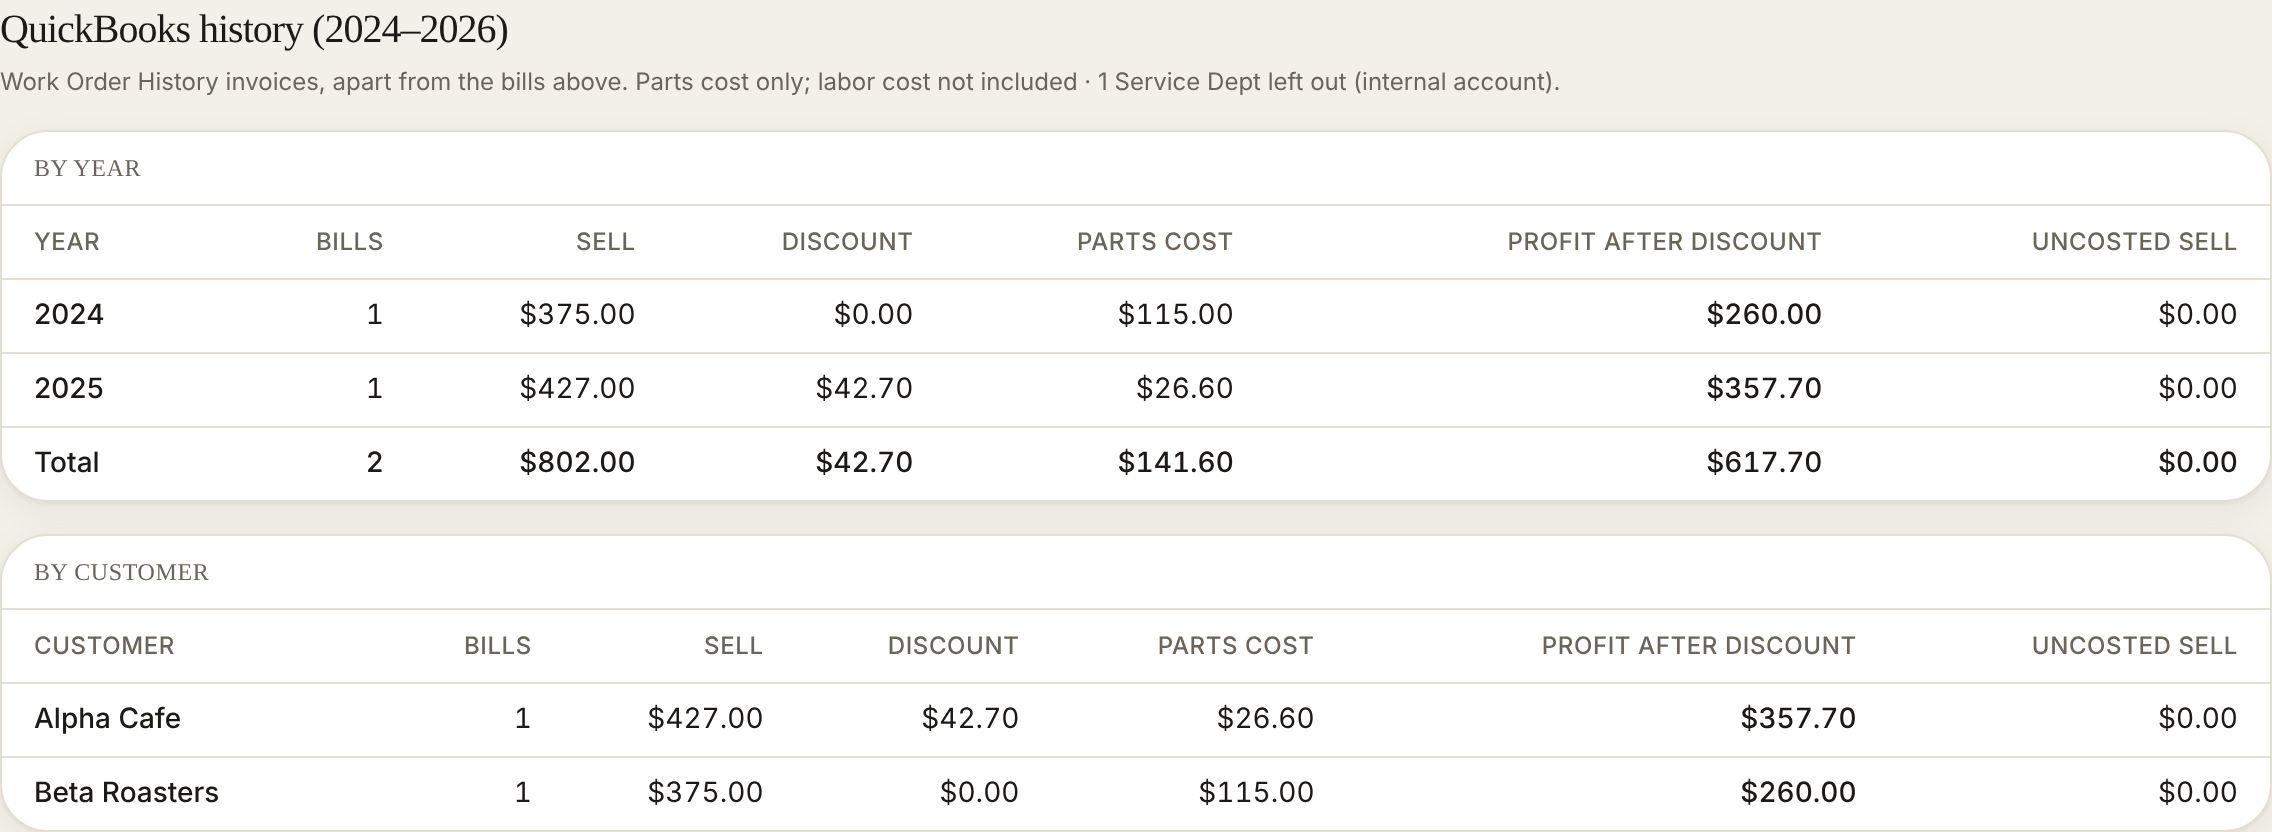 QuickBooks history (2024–2026)
Work Order History invoices, apart from the bills above. Parts cost only; labor cost not included · 1 Service Dept left out (internal account).
BY YEAR
YEAR BILLS SELL DISCOUNT PARTS COST PROFIT AFTER DISCOUNT UNCOSTED SELL
2024 1 $375.00 $0.00 $115.00 $260.00 $0.00
2025 1 $427.00 $42.70 $26.60 $357.70 $0.00
Total 2 $802.00 $42.70 $141.60 $617.70 $0.00
BY CUSTOMER
CUSTOMER BILLS SELL DISCOUNT PARTS COST PROFIT AFTER DISCOUNT UNCOSTED SELL
Alpha Cafe 1 $427.00 $42.70 $26.60 $357.70 $0.00
Beta Roasters 1 $375.00 $0.00 $115.00 $260.00 $0.00